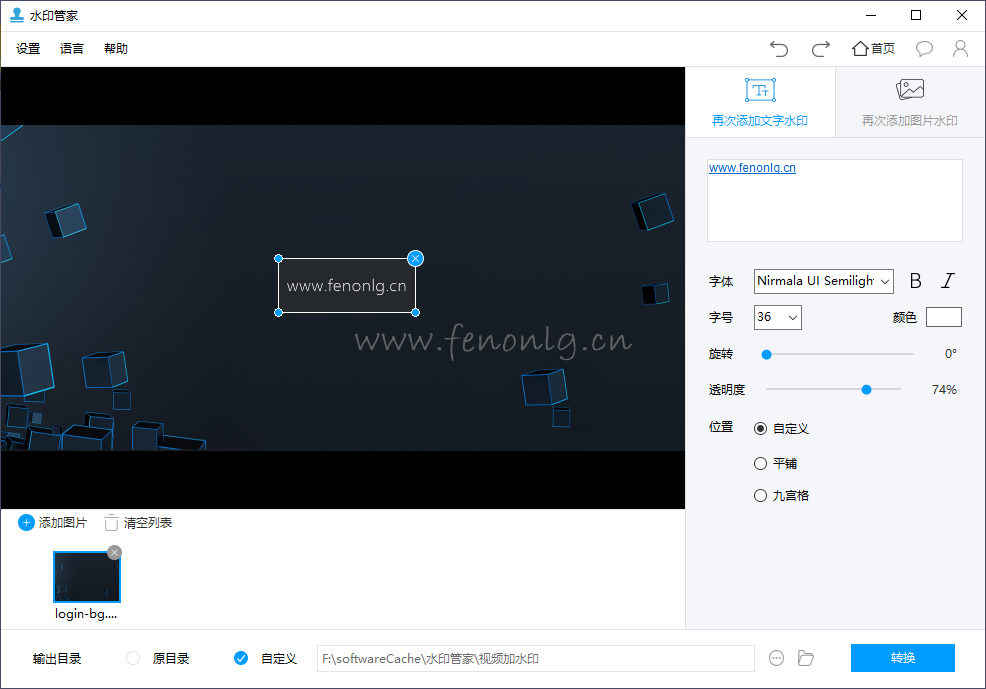 水印管家
设置 语言 帮助
首页
再次添加文字水印 再次添加图片水印
www.fenonlg.cn
www.fenonlg.cn
www.fenonlg.cn
字体 Nirmala UI Semilight B I
字号 36 颜色
旋转 0°
透明度 74%
位置 自定义
平铺
九宫格
添加图片 清空列表
login-bg....
输出目录 原目录 自定义 F:\softwareCache\水印管家\视频加水印 转换